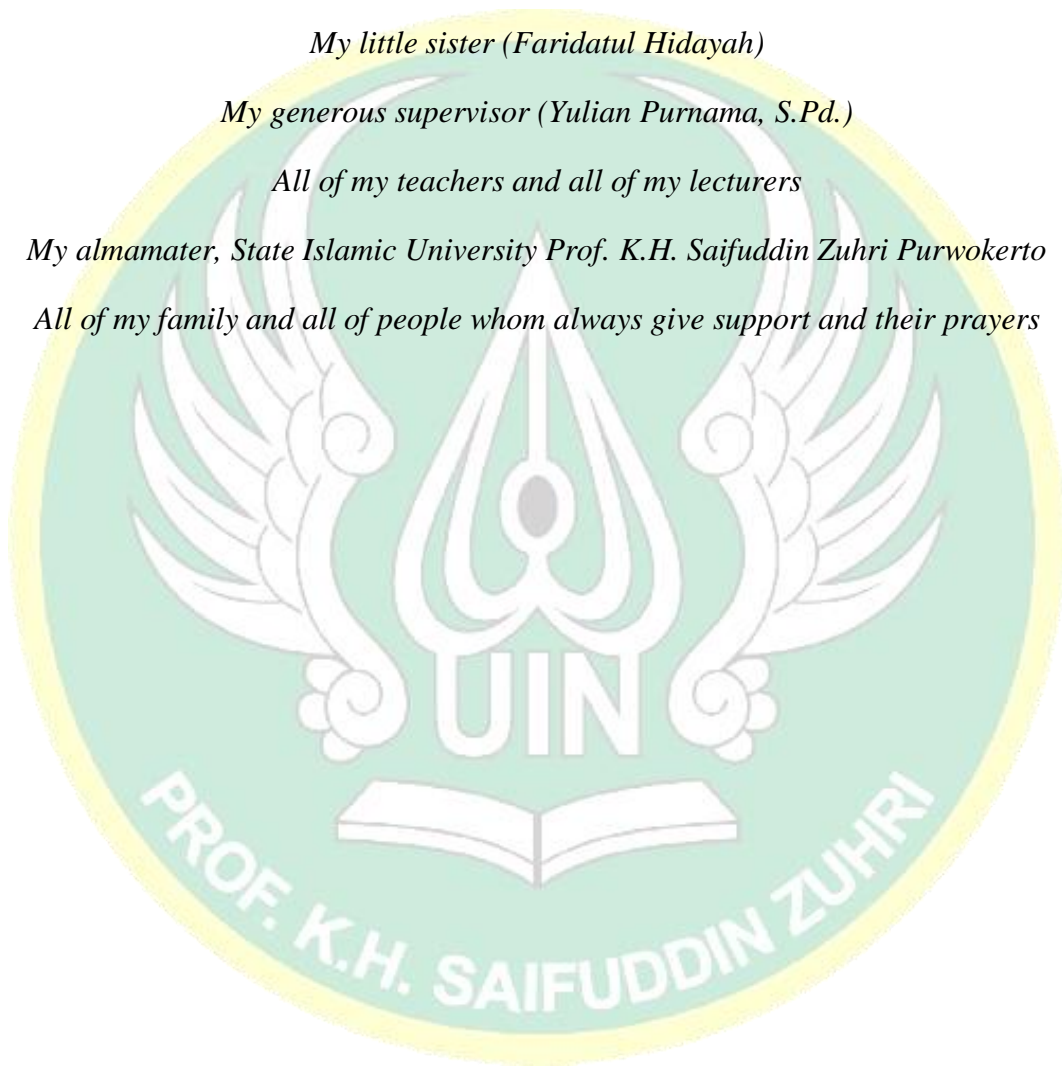 My little sister (Faridatul Hidayah)
My generous supervisor (Yulian Purnama, S.Pd.)
All of my teachers and all of my lecturers
My almamater, State Islamic University Prof. K.H. Saifuddin Zuhri Purwokerto
All of my family and all of people whom always give support and their prayers
UIN
PROF. K.H. SAIFUDDIN ZUHRI